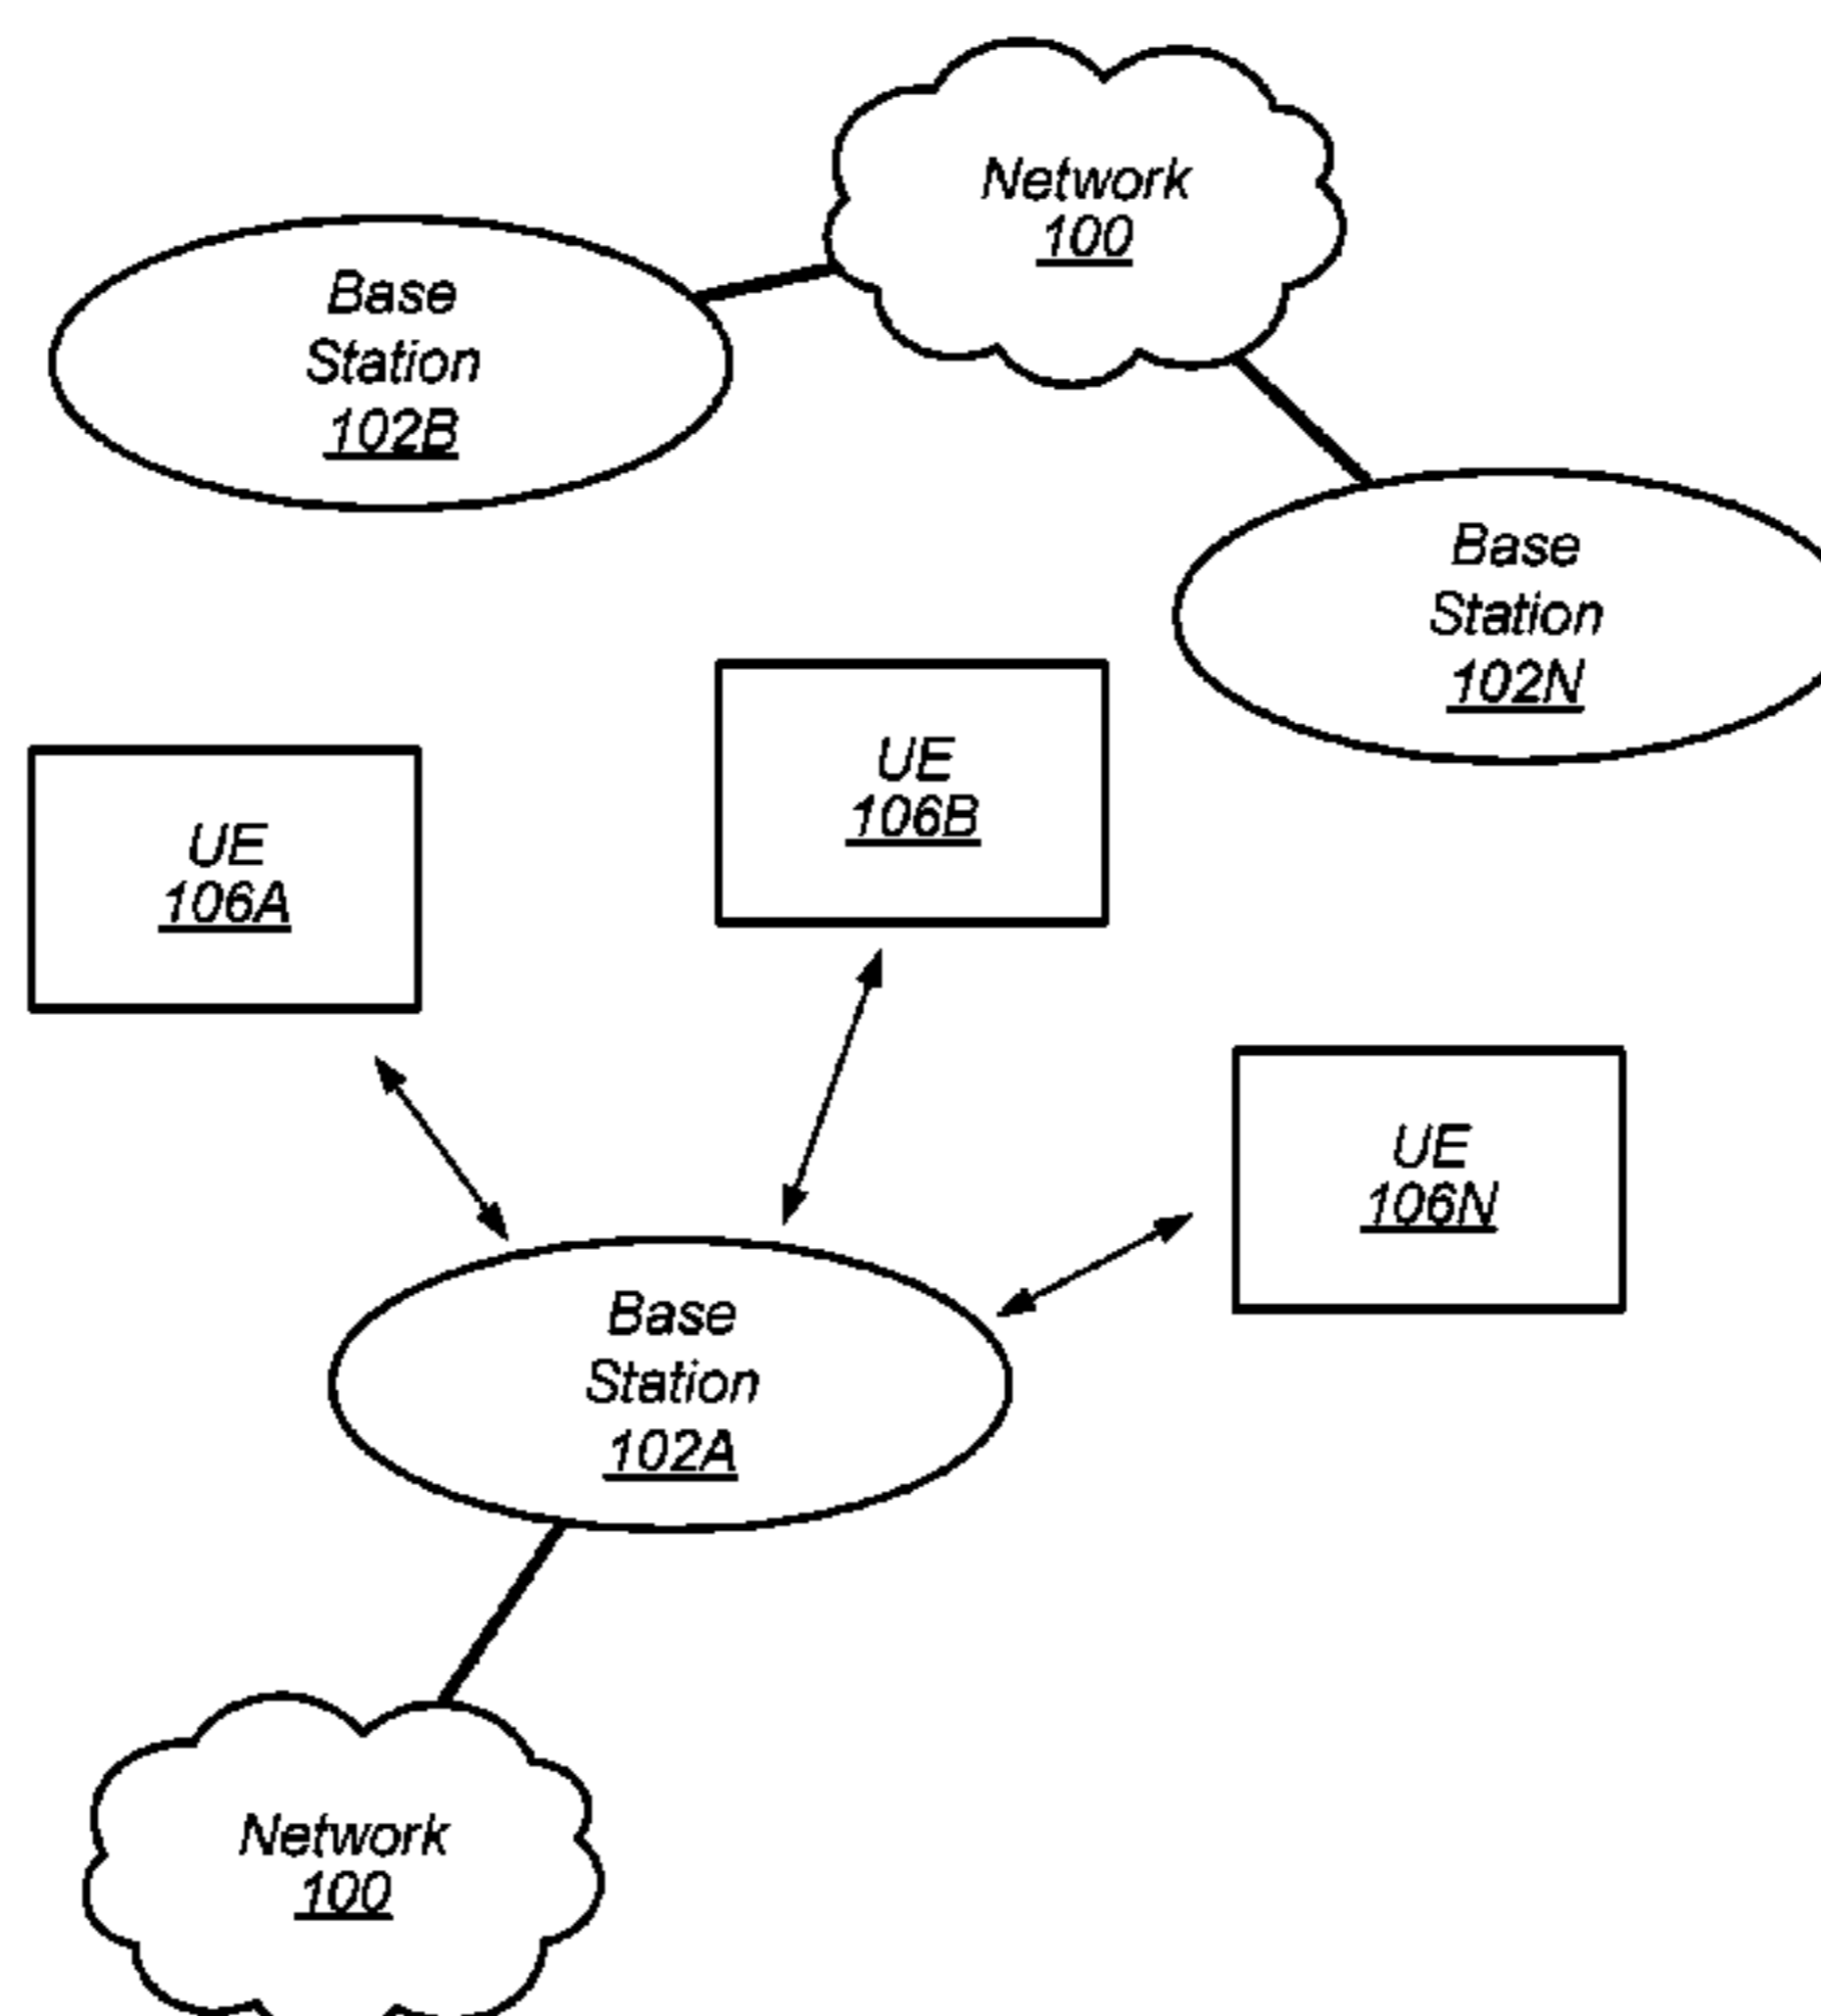 Network
100
Base
Station
102B
Base
Station
102N
UE
106B
UE
106A
UE
106N
Base
Station
102A
Network
100